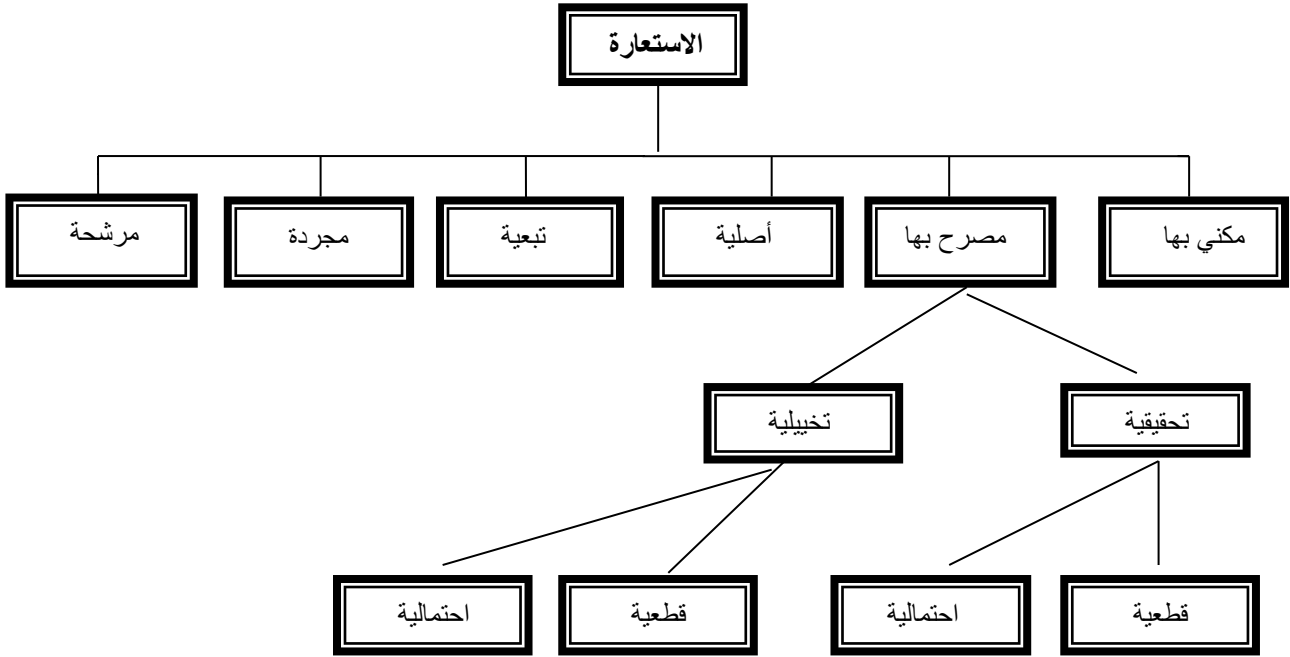 الاستعارة
مكني بها
مصرح بها
أصلية
تبعية
مجردة
مرشحة
تحقيقية
تخييلية
قطعية
احتمالية
قطعية
احتمالية